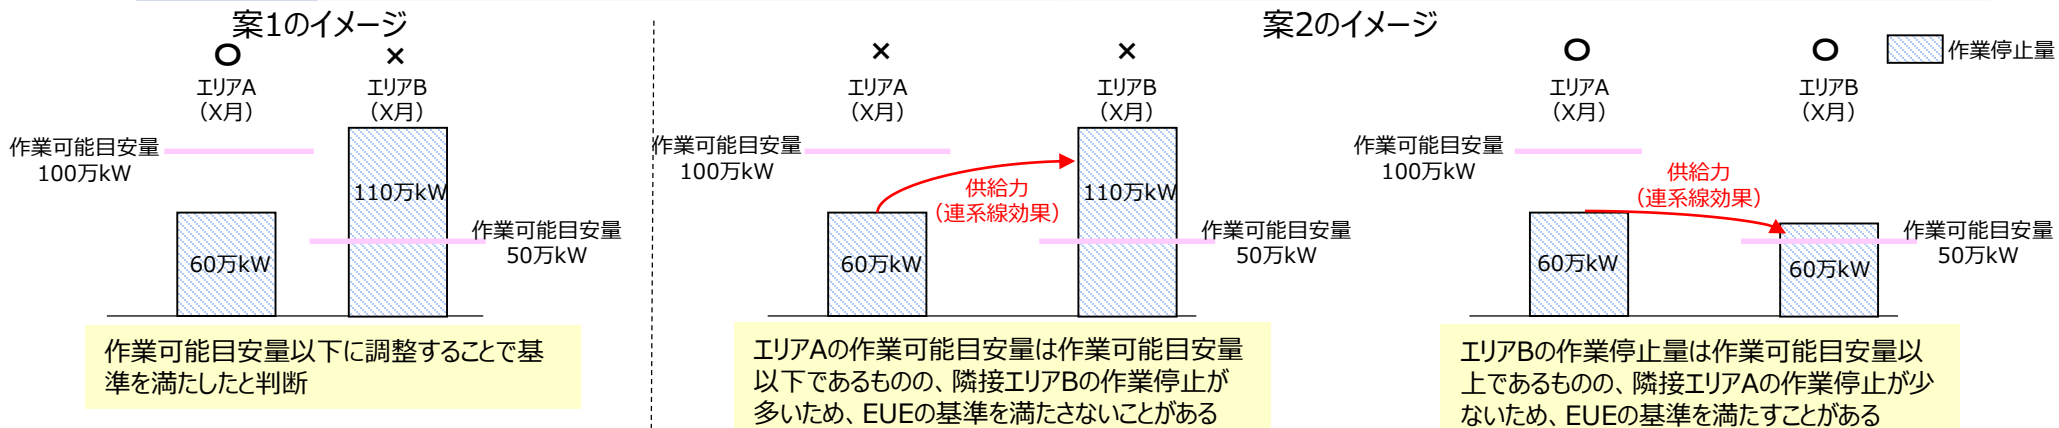 案1のイメージ
○
×
エリアA
(X月)
エリアB
(X月)
作業可能目安量
100万kW
110万kW
作業可能目安量
50万kW
60万kW
作業可能目安量以下に調整することで基
準を満たしたと判断
案2のイメージ
×
×
エリアA
(X月)
エリアB
(X月)
作業可能目安量
100万kW
供給力
(連系線効果)
110万kW
作業可能目安量
50万kW
60万kW
エリアAの作業可能目安量は作業可能目安量
以下であるものの、隣接エリアBの作業停止が
多いため、EUEの基準を満たさないことがある
○
○
作業停止量
エリアA
(X月)
エリアB
(X月)
作業可能目安量
100万kW
供給力
(連系線効果)
作業可能目安量
50万kW
60万kW
60万kW
エリアBの作業停止量は作業可能目安量以
上であるものの、隣接エリアAの作業停止が少
ないため、EUEの基準を満たすことがある